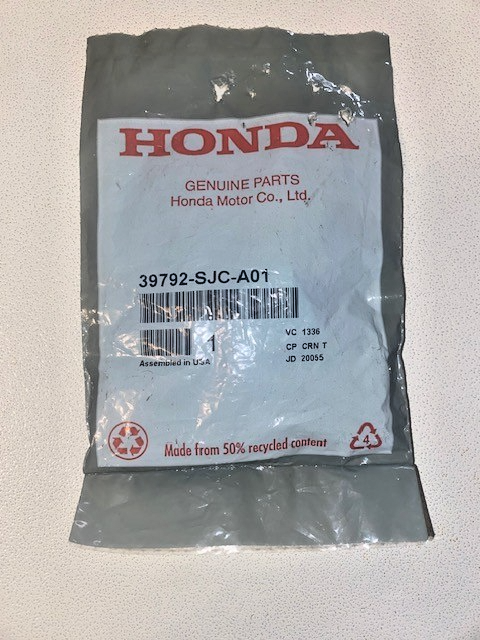 HONDA
GENUINE PARTS
Honda Motor Co., Ltd.
39792-SJC-A01
1
VC 1336
CP CRN T
JD 20055
Assembled in USA
Made from 50% recycled content
4